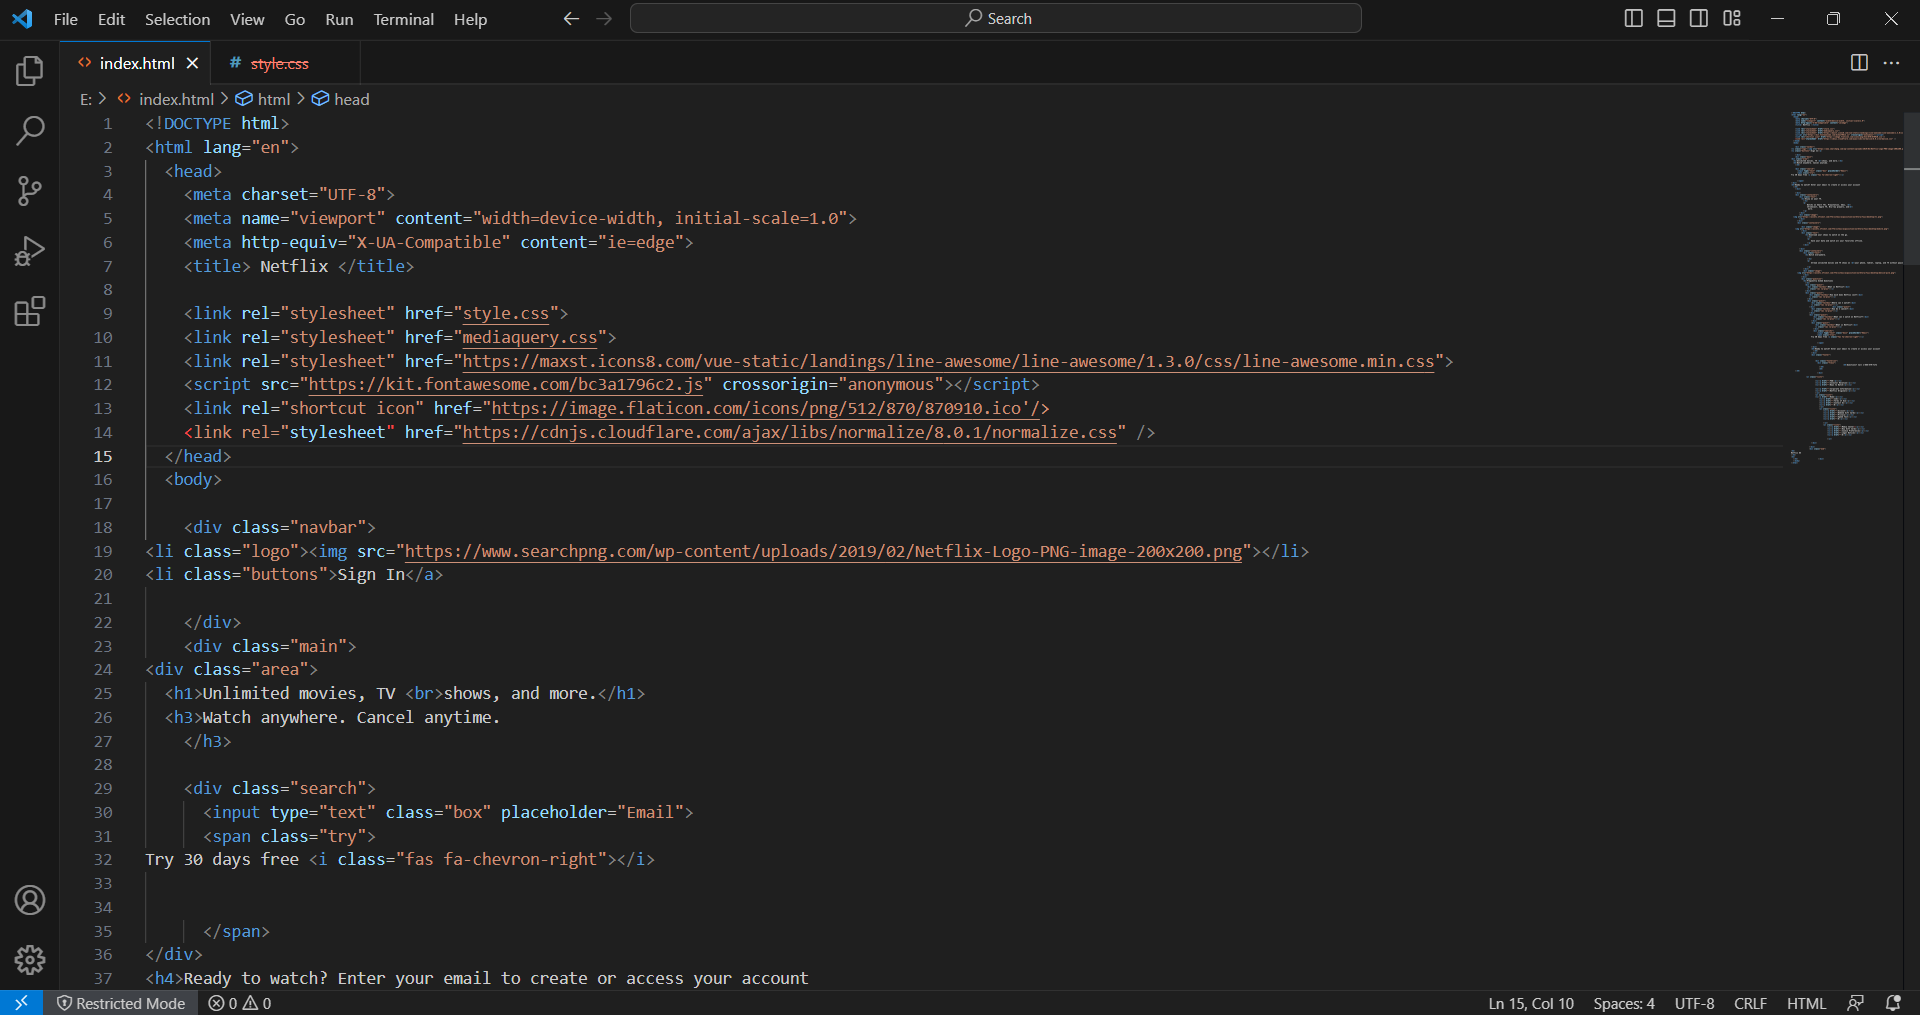 File Edit Selection View Go Run Terminal Help Search
index.html style.css
E: index.html html head
1 <!DOCTYPE html>
2 <html lang="en">
3 <head>
4 <meta charset="UTF-8">
5 <meta name="viewport" content="width=device-width, initial-scale=1.0">
6 <meta http-equiv="X-UA-Compatible" content="ie=edge">
7 <title> Netflix </title>
8
9 <link rel="stylesheet" href="style.css">
10 <link rel="stylesheet" href="mediaquery.css">
11 <link rel="stylesheet" href="https://maxst.icons8.com/vue-static/landings/line-awesome/line-awesome/1.3.0/css/line-awesome.min.css">
12 <script src="https://kit.fontawesome.com/bc3a1796c2.js" crossorigin="anonymous"></script>
13 <link rel="shortcut icon" href="https://image.flaticon.com/icons/png/512/870/870910.ico'/>
14 <link rel="stylesheet" href="https://cdnjs.cloudflare.com/ajax/libs/normalize/8.0.1/normalize.css" />
15 </head>
16 <body>
17
18 <div class="navbar">
19 <li class="logo"><img src="https://www.searchpng.com/wp-content/uploads/2019/02/Netflix-Logo-PNG-image-200x200.png"></li>
20 <li class="buttons">Sign In</a>
21
22 </div>
23 <div class="main">
24 <div class="area">
25 <h1>Unlimited movies, TV <br>shows, and more.</h1>
26 <h3>Watch anywhere. Cancel anytime.
27 </h3>
28
29 <div class="search">
30 <input type="text" class="box" placeholder="Email">
31 <span class="try">
32 Try 30 days free <i class="fas fa-chevron-right"></i>
33
34
35 </span>
36 </div>
37 <h4>Ready to watch? Enter your email to create or access your account
Restricted Mode 0 0 Ln 15, Col 10 Spaces: 4 UTF-8 CRLF HTML